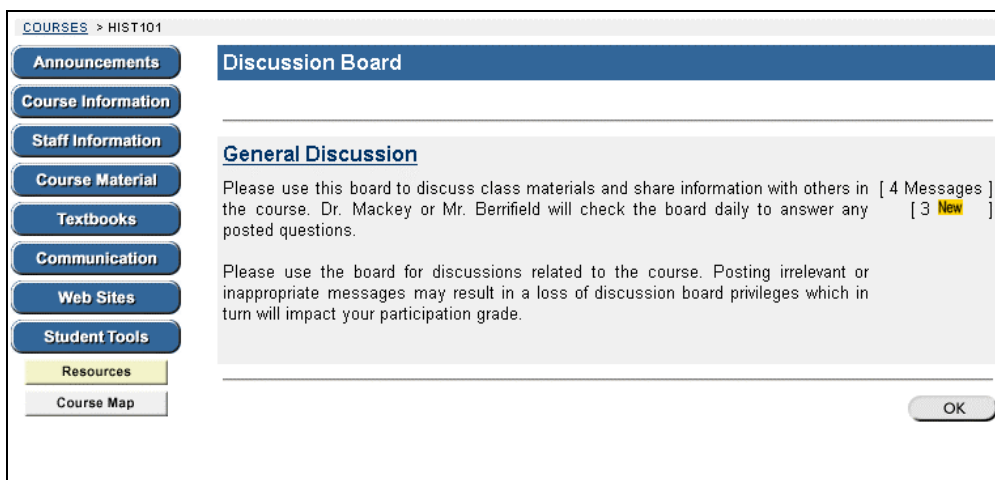 COURSES > HIST101
Announcements
Course Information
Staff Information
Course Material
Textbooks
Communication
Web Sites
Student Tools
Resources
Course Map
Discussion Board
General Discussion
Please use this board to discuss class materials and share information with others in
the course. Dr. Mackey or Mr. Berrifield will check the board daily to answer any
posted questions.
[ 4 Messages ]
[ 3 New ]
Please use the board for discussions related to the course. Posting irrelevant or
inappropriate messages may result in a loss of discussion board privileges which in
turn will impact your participation grade.
OK